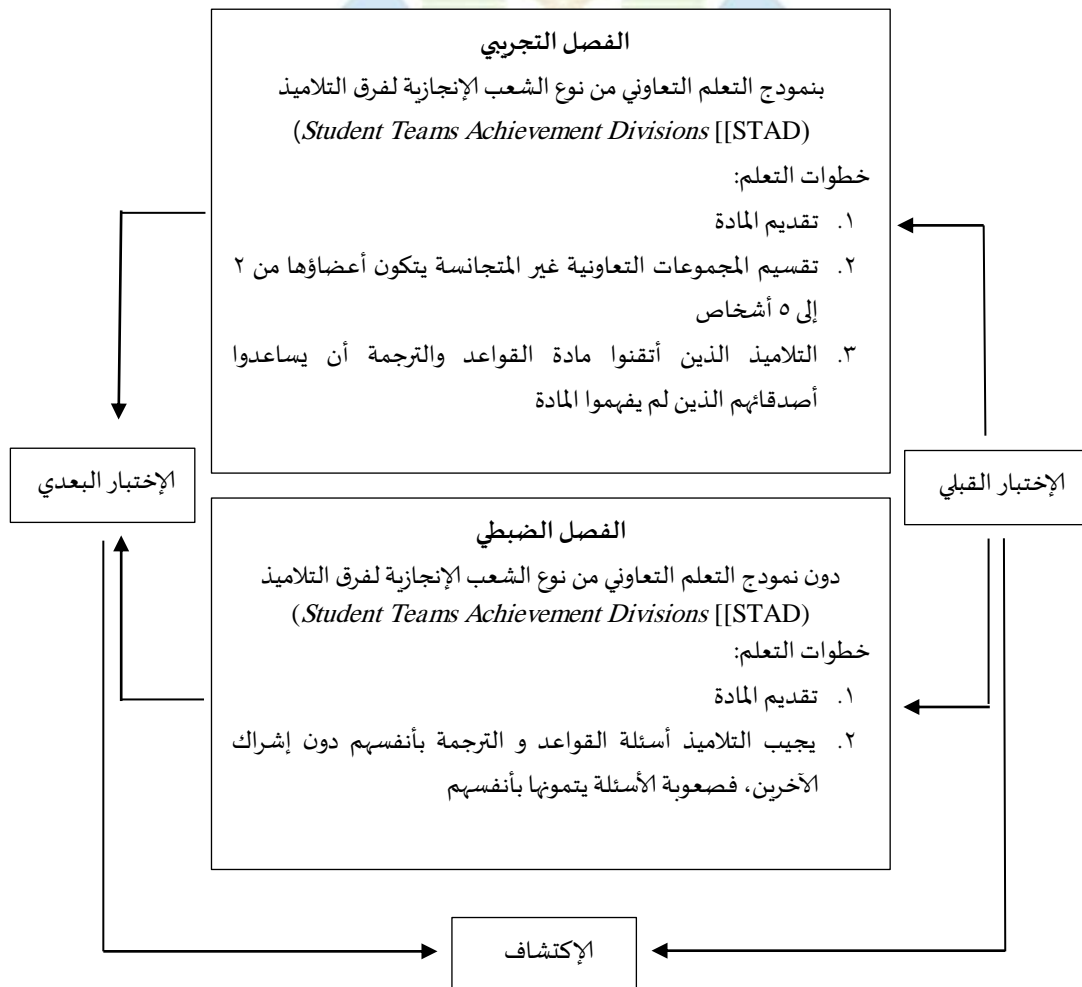 الفصل التجريبي
بنمودج التعلم التعاوني من نوع الشعب الإنجازية لفرق التلاميذ
(Student Teams Achievement Divisions [[STAD)
خطوات التعلم:
١. تقديم المادة
٢. تقسيم المجموعات التعاونية غير المتجانسة يتكون أعضاؤها من ٢
إلى ٥ أشخاص
٣. التلاميذ الذين أتقنوا مادة القواعد والترجمة أن يساعدوا
أصدقائهم الذين لم يفهموا المادة
الإختبار القبلي
الإختبار البعدي
الفصل الضبطي
دون نمودج التعلم التعاوني من نوع الشعب الإنجازية لفرق التلاميذ
(Student Teams Achievement Divisions [[STAD)
خطوات التعلم:
١. تقديم المادة
٢. يجيب التلاميذ أسئلة القواعد و الترجمة بأنفسهم دون إشراك
الآخرين، فصعوبة الأسئلة يتمونها بأنفسهم
الإكتشاف